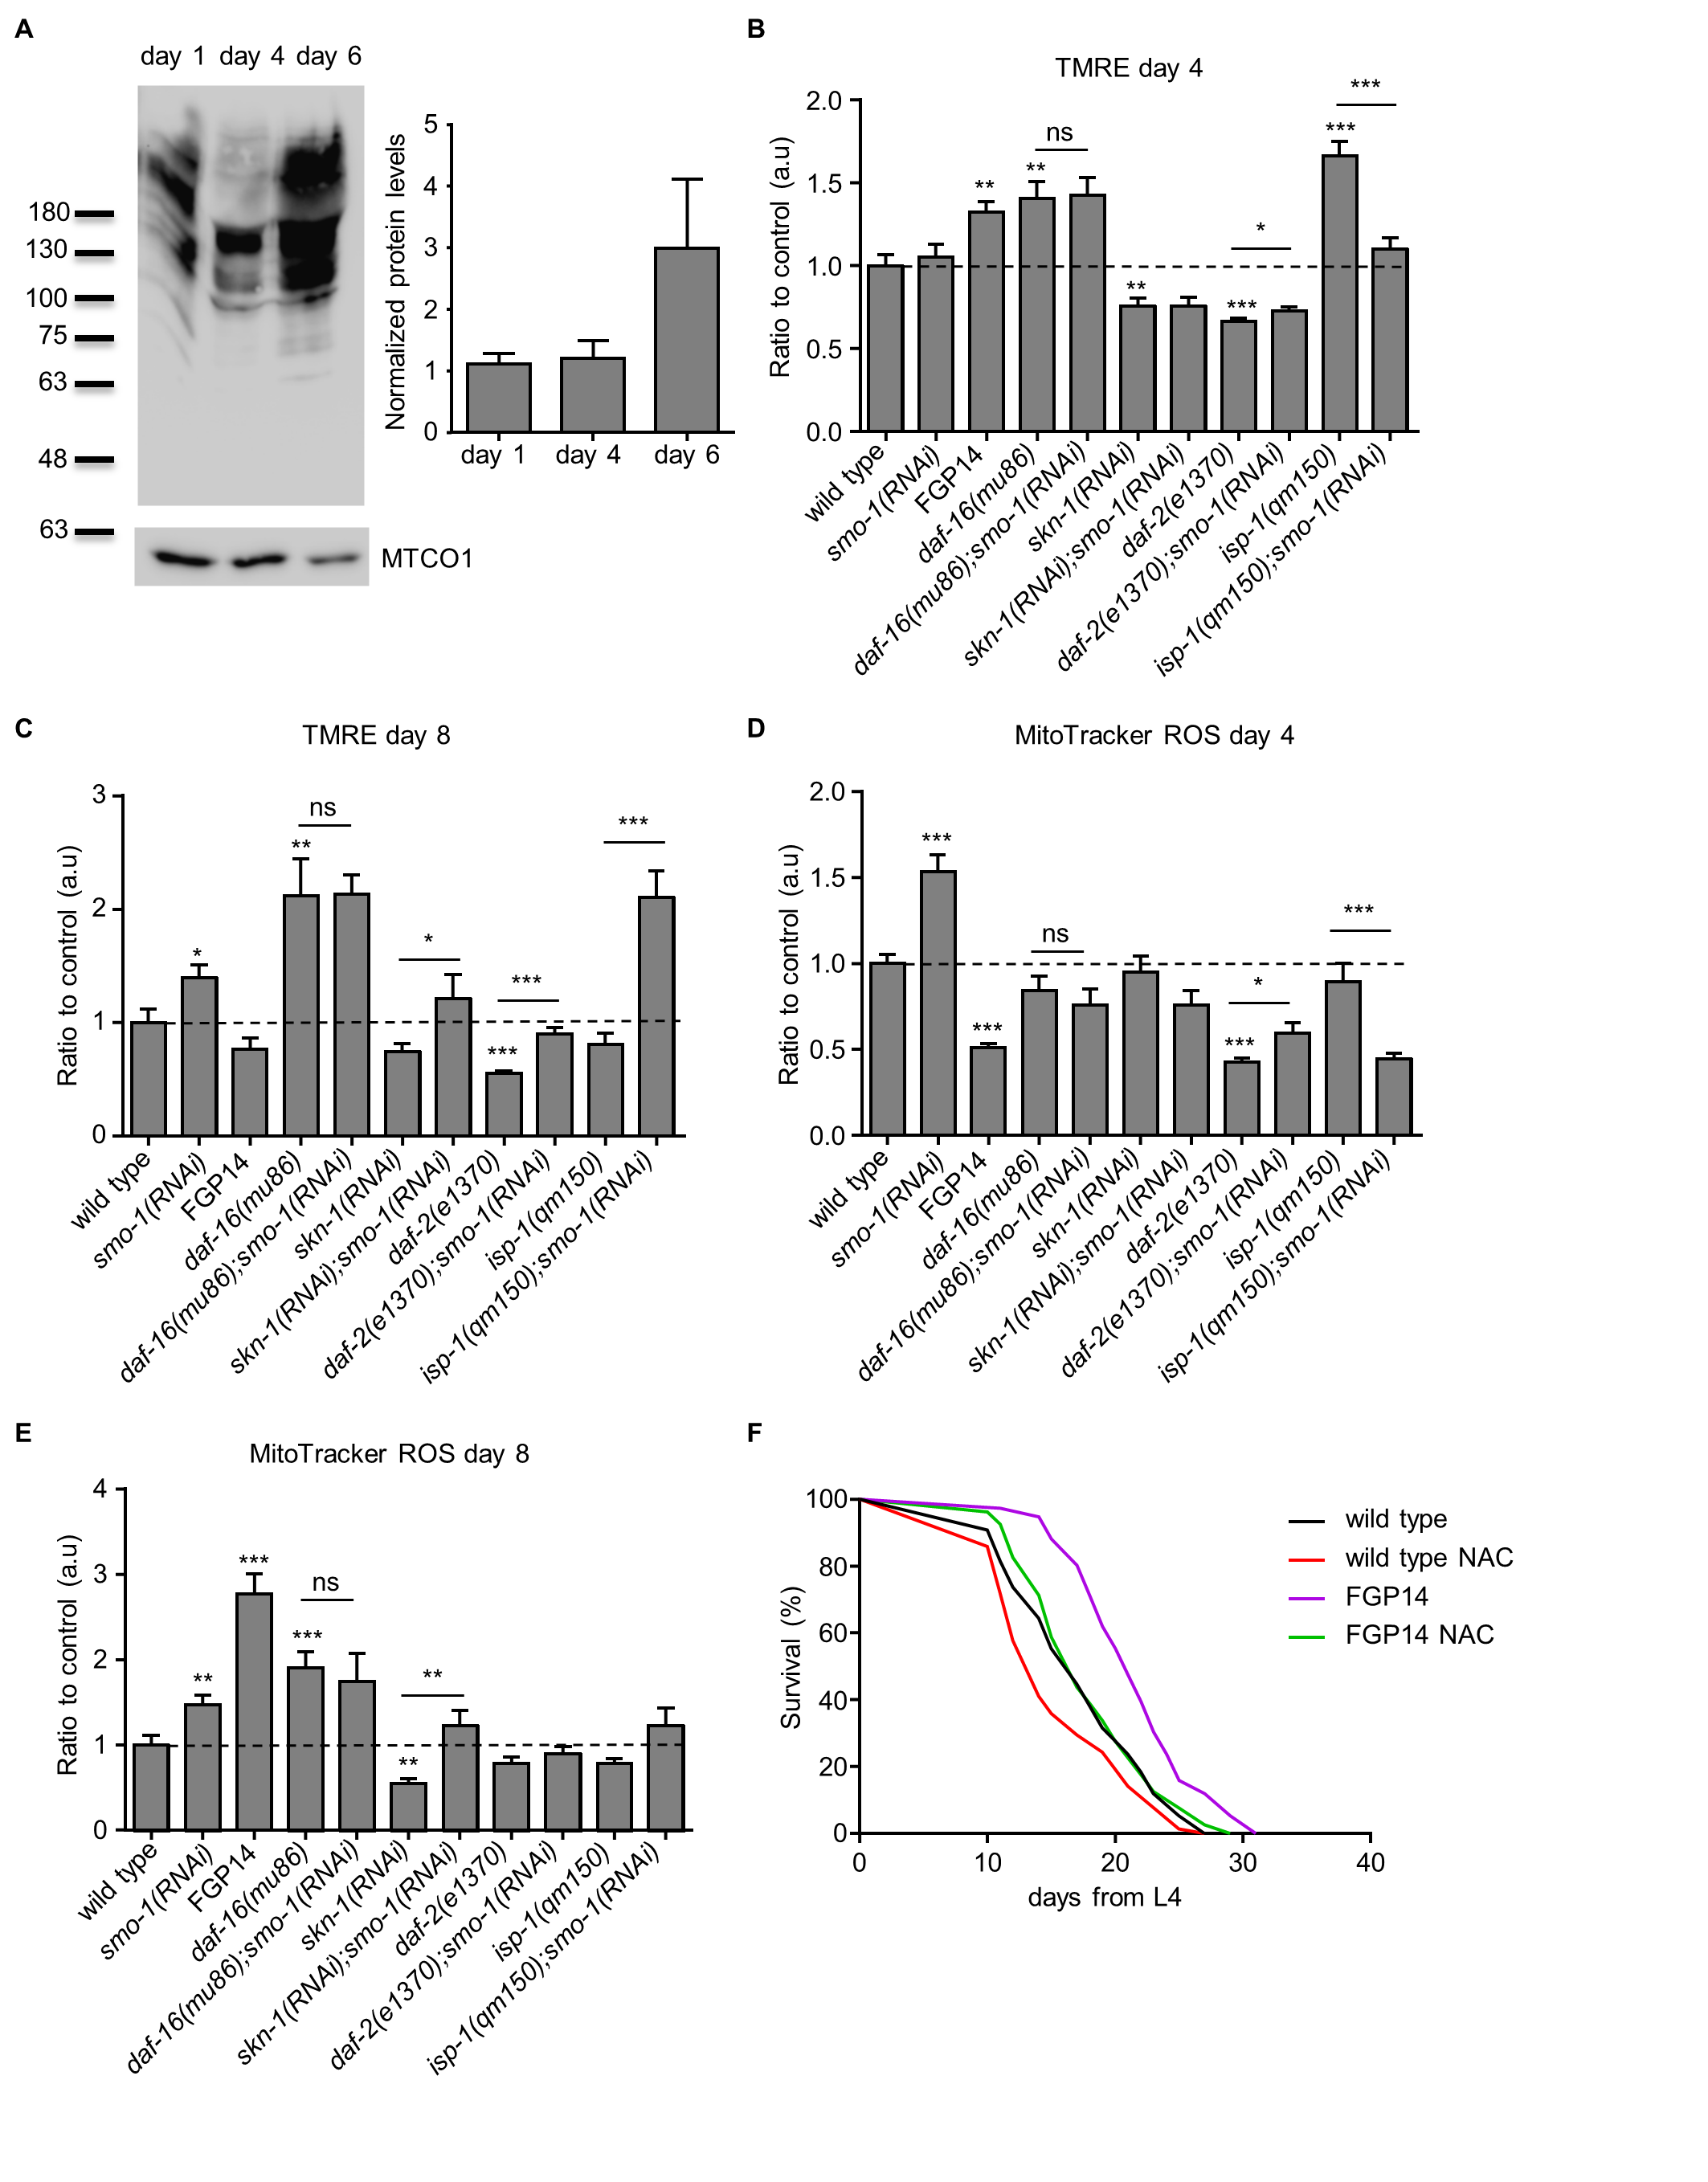 A
day 1 day 4 day 6
180
130
100
75
63
48
63
MTCO1
Normalized protein levels
5
4
3
2
1
0
day 1 day 4 day 6
B
TMRE day 4
Ratio to control (a.u)
2.0
1.5
1.0
0.5
0.0
** ** ns ** *** * *** ***
wild type
smo-1(RNAi)
FGP14
daf-16(mu86)
daf-16(mu86);smo-1(RNAi)
skn-1(RNAi)
skn-1(RNAi);smo-1(RNAi)
daf-2(e1370)
daf-2(e1370);smo-1(RNAi)
isp-1(qm150)
isp-1(qm150);smo-1(RNAi)
C
TMRE day 8
Ratio to control (a.u)
3
2
1
0
* ** ns * *** *** ***
wild type
smo-1(RNAi)
FGP14
daf-16(mu86)
daf-16(mu86);smo-1(RNAi)
skn-1(RNAi)
skn-1(RNAi);smo-1(RNAi)
daf-2(e1370)
daf-2(e1370);smo-1(RNAi)
isp-1(qm150)
isp-1(qm150);smo-1(RNAi)
D
MitoTracker ROS day 4
Ratio to control (a.u)
2.0
1.5
1.0
0.5
0.0
*** *** ns *** * ***
wild type
smo-1(RNAi)
FGP14
daf-16(mu86)
daf-16(mu86);smo-1(RNAi)
skn-1(RNAi)
skn-1(RNAi);smo-1(RNAi)
daf-2(e1370)
daf-2(e1370);smo-1(RNAi)
isp-1(qm150)
isp-1(qm150);smo-1(RNAi)
E
MitoTracker ROS day 8
Ratio to control (a.u)
4
3
2
1
0
** *** *** ns ** **
wild type
smo-1(RNAi)
FGP14
daf-16(mu86)
daf-16(mu86);smo-1(RNAi)
skn-1(RNAi)
skn-1(RNAi);smo-1(RNAi)
daf-2(e1370)
daf-2(e1370);smo-1(RNAi)
isp-1(qm150)
isp-1(qm150);smo-1(RNAi)
F
Survival (%)
100
80
60
40
20
0
0 10 20 30 40
days from L4
wild type
wild type NAC
FGP14
FGP14 NAC